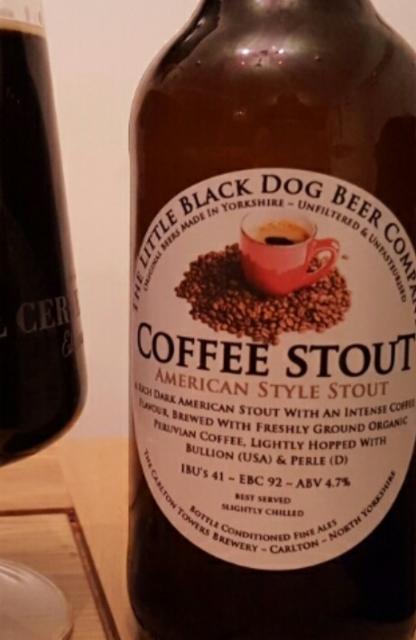 THE LITTLE BLACK DOG BEER COMPANY
ORIGINAL BEERS MADE IN YORKSHIRE – UNFILTERED & UNPASTEURISED
COFFEE STOUT
AMERICAN STYLE STOUT
A RICH DARK AMERICAN STOUT WITH AN INTENSE COFFEE
FLAVOUR, BREWED WITH FRESHLY GROUND ORGANIC
PERUVIAN COFFEE, LIGHTLY HOPPED WITH
BULLION (USA) & PERLE (D)
IBU'S 41 – EBC 92 – ABV 4.7%
BEST SERVED
SLIGHTLY CHILLED
BOTTLE CONDITIONED FINE ALES
THE CARLTON TOWERS BREWERY – CARLTON – NORTH YORKSHIRE
L CER